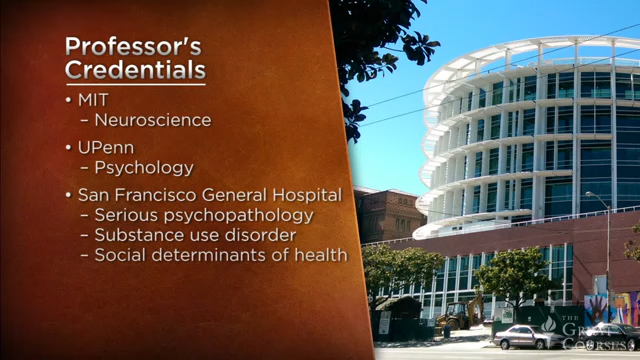 Professor's
Credentials
• MIT
– Neuroscience
• UPenn
– Psychology
• San Francisco General Hospital
– Serious psychopathology
– Substance use disorder
– Social determinants of health
THE
GREAT
COURSES